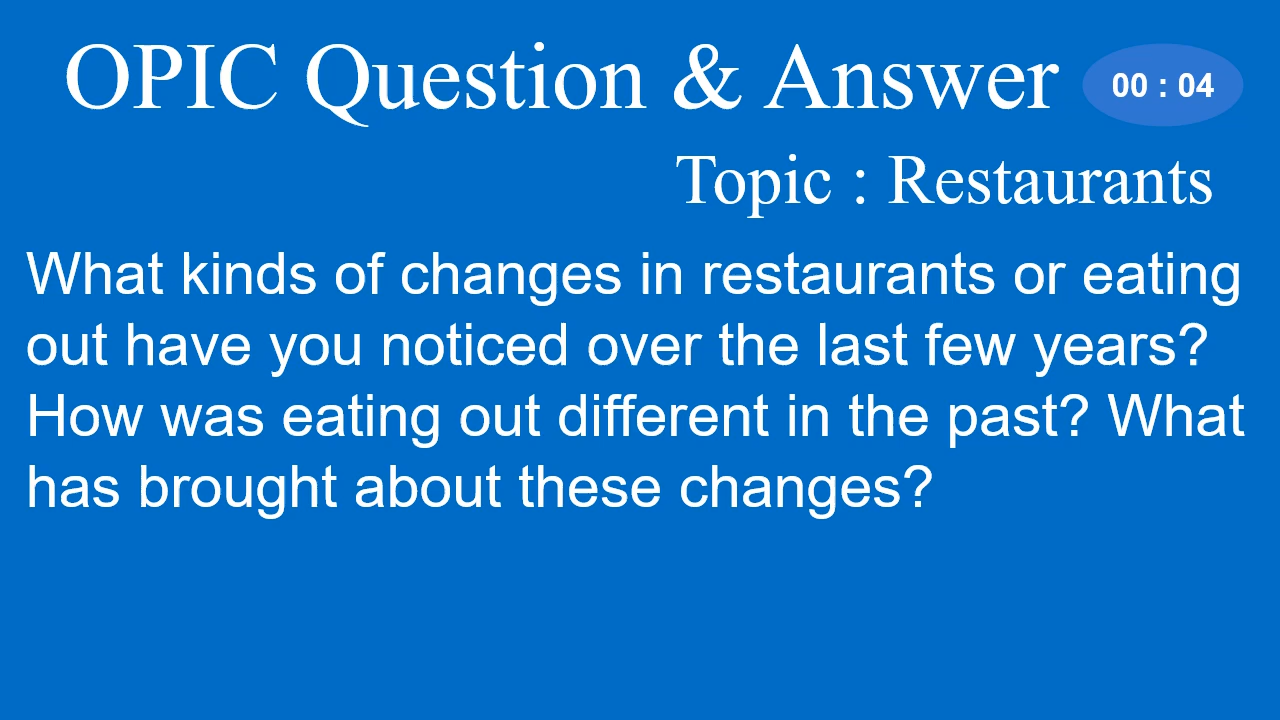 OPIC Question & Answer
00 : 04
Topic : Restaurants
What kinds of changes in restaurants or eating
out have you noticed over the last few years?
How was eating out different in the past? What
has brought about these changes?